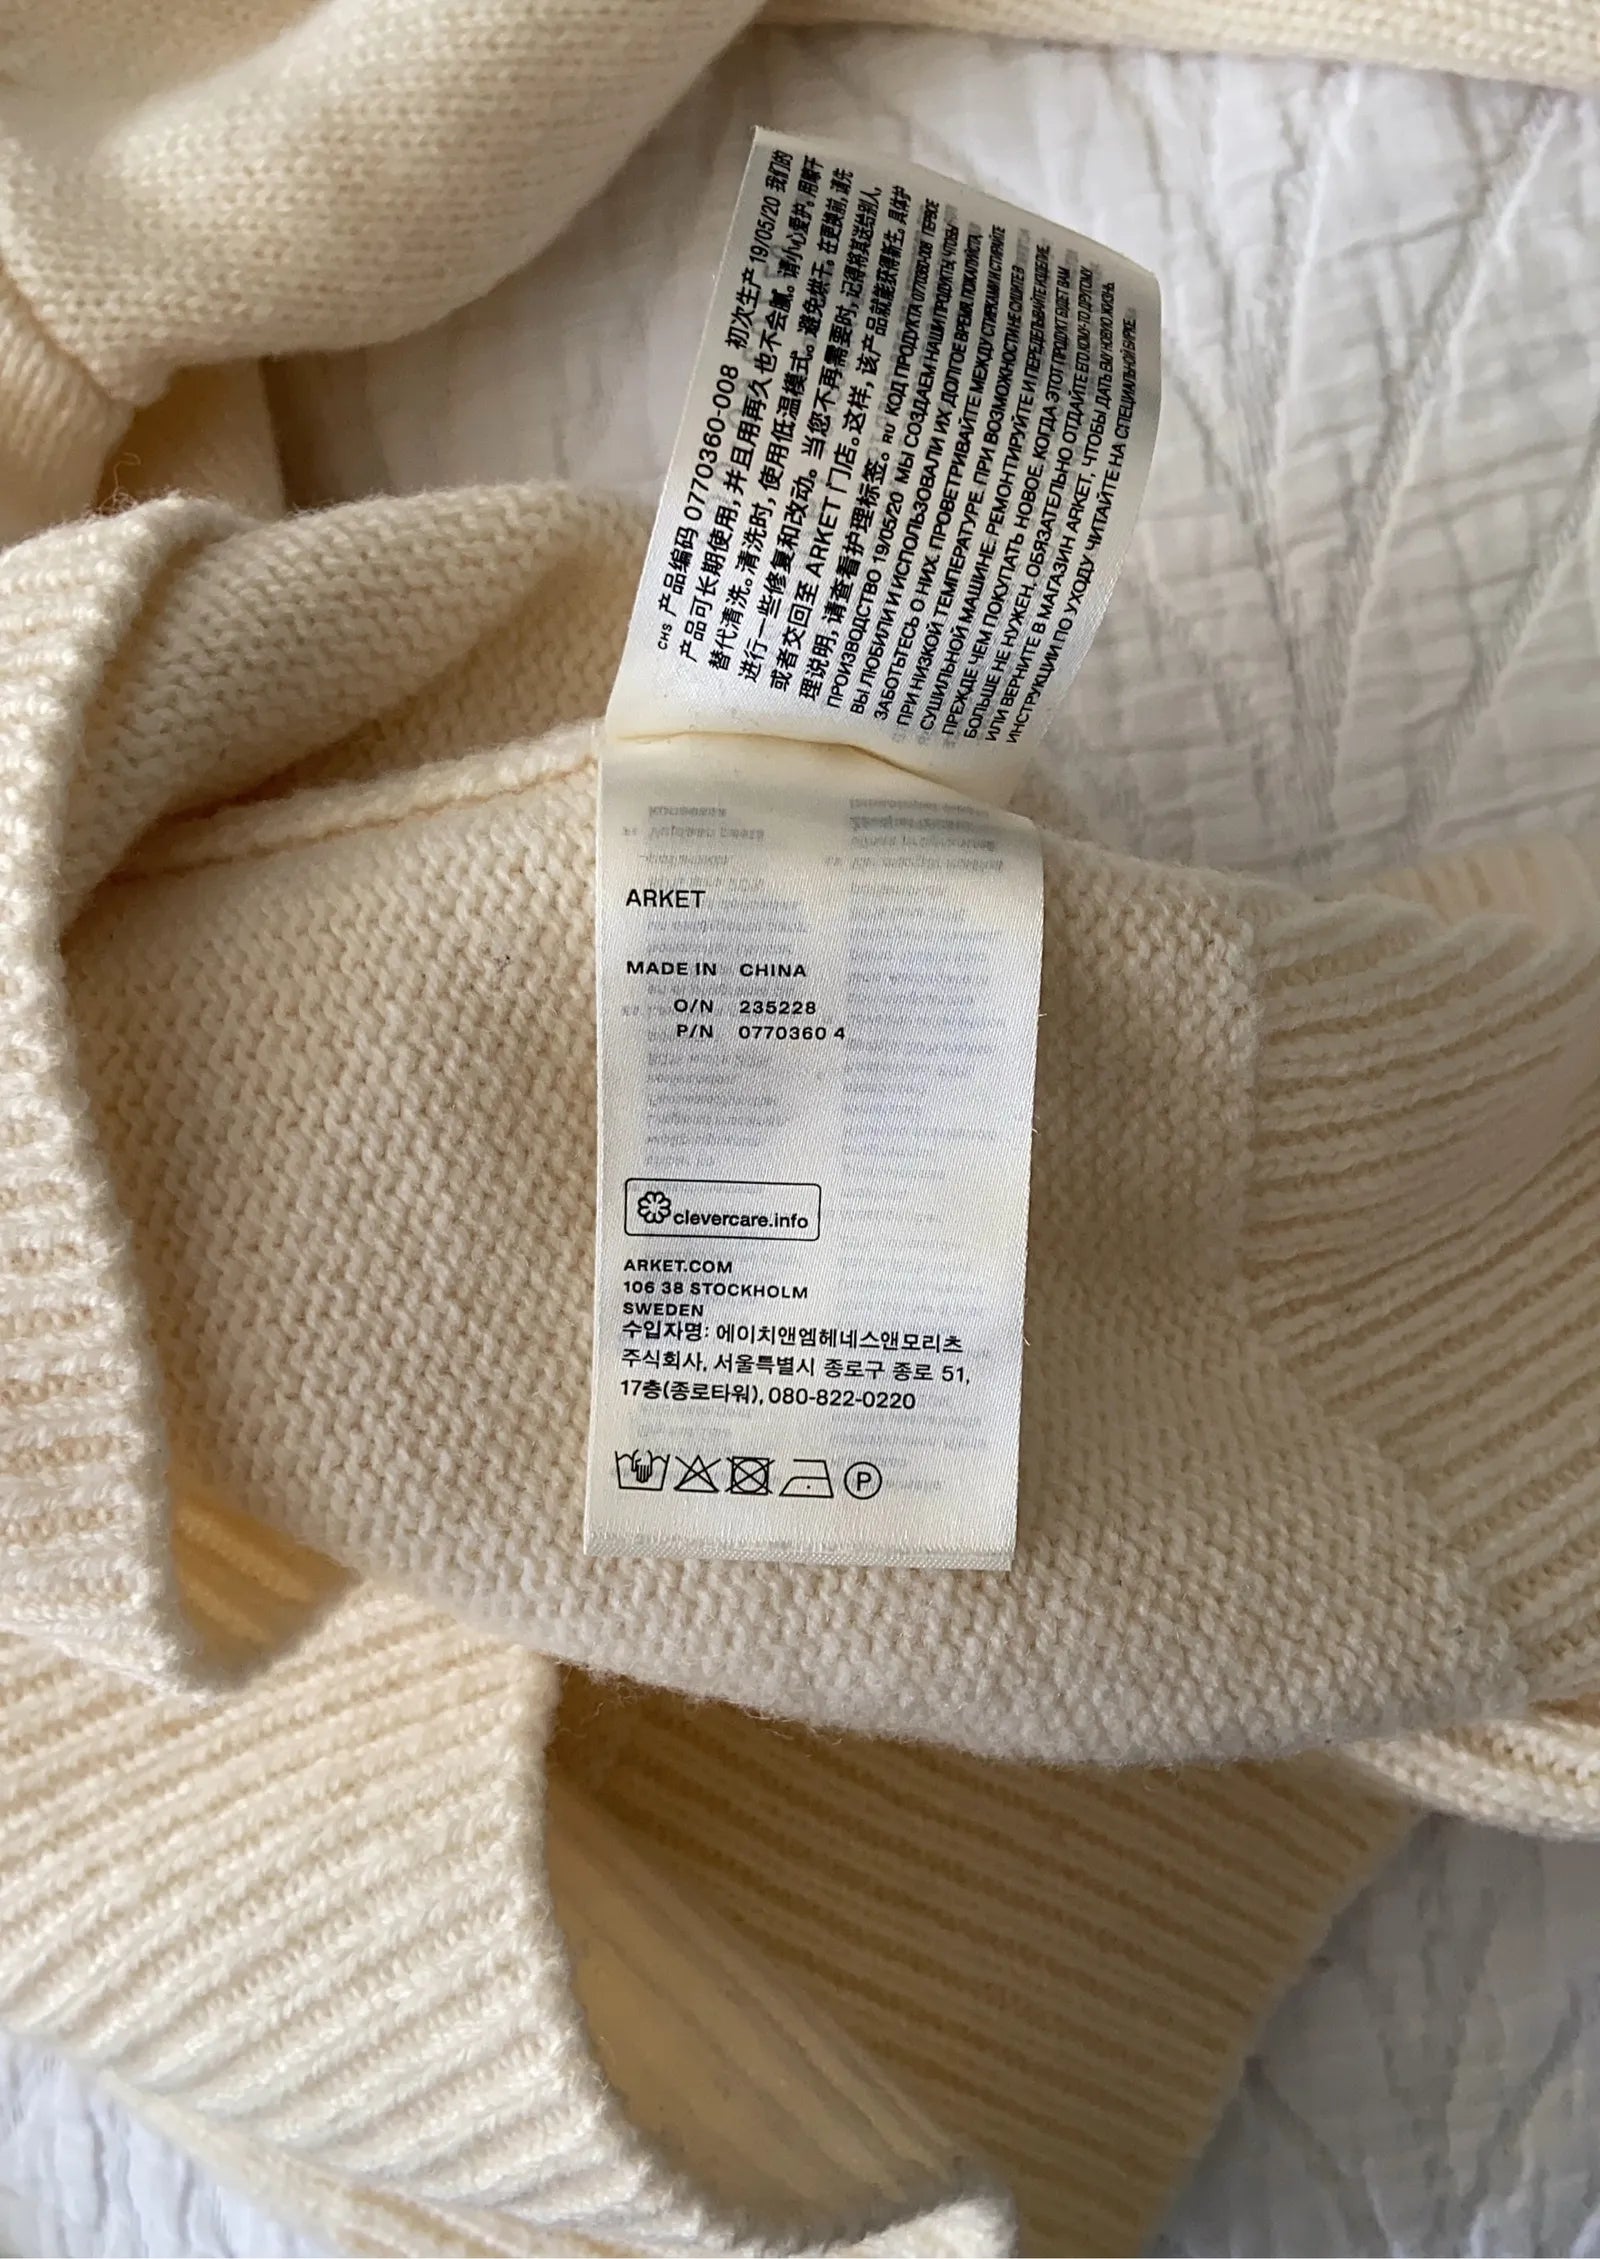 CHS 产品编码 0770360-008 初次生产 19/05/20 我们的
产品可长期使用，并且用再久也不会腻。请小心爱护。用晾干
替代清洗。清洗时，使用低温模式。避免烘干。在更换前，请先
进行一些修复和改动。当您不再需要时，记得将其送给别人，
或者交回至 ARKET 门店。这样，该产品就能获得新生。具体护
理说明，请查看护理标签。 RU КОД ПРОДУКТА 0770360-008 ПЕРВОЕ
ПРОИЗВОДСТВО 19/05/20 МЫ СОЗДАЕМ НАШИ ПРОДУКТЫ, ЧТОБЫ
ВЫ ЛЮБИЛИ И ИСПОЛЬЗОВАЛИ ИХ ДОЛГОЕ ВРЕМЯ. ПОЖАЛУЙСТА,
ЗАБОТЬТЕСЬ О НИХ. ПРОВЕТРИВАЙТЕ МЕЖДУ СТИРКАМИ И СТИРАЙТЕ
ПРИ НИЗКОЙ ТЕМПЕРАТУРЕ. ПРИ ВОЗМОЖНОСТИ НЕ СУШИТЕ В
СУШИЛЬНОЙ МАШИНЕ. РЕМОНТИРУЙТЕ И ПЕРЕДЕЛЫВАЙТЕ ИЗДЕЛИЕ,
ПРЕЖДЕ ЧЕМ ПОКУПАТЬ НОВОЕ. КОГДА ЭТОТ ПРОДУКТ БУДЕТ ВАМ
БОЛЬШЕ НЕ НУЖЕН, ОБЯЗАТЕЛЬНО ОТДАЙТЕ ЕГО КОМУ-ТО ДРУГОМУ
ИЛИ ВЕРНИТЕ В МАГАЗИН ARKET, ЧТОБЫ ДАТЬ ЕМУ НОВУЮ ЖИЗНЬ.
ИНСТРУКЦИИ ПО УХОДУ ЧИТАЙТЕ НА СПЕЦИАЛЬНОЙ БИРКЕ.
ARKET
MADE IN CHINA
O/N 235228
P/N 0770360 4
clevercare.info
ARKET.COM
106 38 STOCKHOLM
SWEDEN
수입자명: 에이치앤엠헤네스앤모리츠
주식회사, 서울특별시 종로구 종로 51,
17층(종로타워), 080-822-0220
P